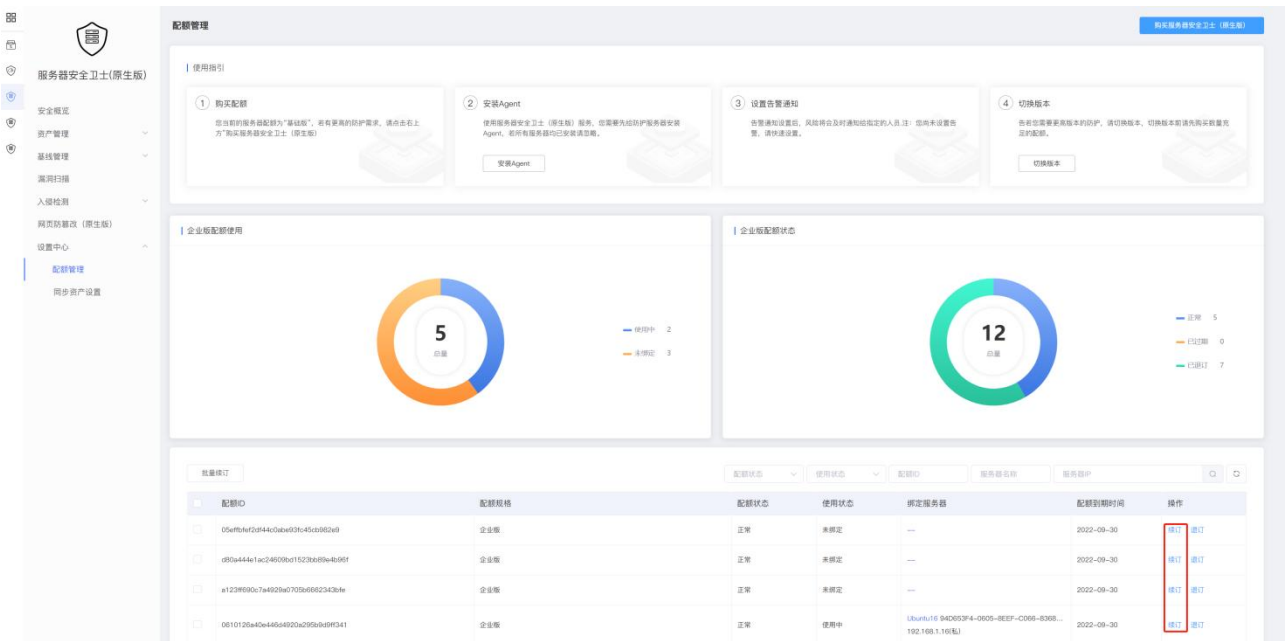 配额管理
购买服务器安全卫士（原生版）
服务器安全卫士(原生版)
安全概览
资产管理
基线管理
漏洞扫描
入侵检测
网页防篡改（原生版）
设置中心
配额管理
同步资产设置
使用指引
1 购买配额
您当前的服务器配额为“基础版”，若有更高的防护需求，请点击右上
方“购买服务器安全卫士（原生版）
2 安装Agent
使用服务器安全卫士（原生版）服务，您需要先给防护服务器安装
Agent，若所有服务器均已安装请忽略。
安装Agent
3 设置告警通知
告警通知设置后，风险将会及时通知给指定的人员.注：您尚未设置告
警，请快速设置。
4 切换版本
告若您需要更高版本的防护，请切换版本，切换版本前请先购买数量充
足的配额。
切换版本
企业版配额使用
5
总量
使用中 2
未绑定 3
企业版配额状态
12
总量
正常 5
已过期 0
已退订 7
批量续订
配额状态 使用状态 配额ID 服务器名称 服务器IP
配额ID 配额规格 配额状态 使用状态 绑定服务器 配额到期时间 操作
05effbfef2df44c0abe93fc45cb982e9 企业版 正常 未绑定 --- 2022-09-30 续订 退订
d80a444e1ac24609bd1523bb89e4b96f 企业版 正常 未绑定 --- 2022-09-30 续订 退订
a123ff690c7a4929a0705b6662343bfe 企业版 正常 未绑定 --- 2022-09-30 续订 退订
0610126a40e446d4920a295b9d9ff341 企业版 正常 使用中 Ubuntu16 94D653F4-0605-8EEF-C066-8368... 2022-09-30 续订 退订
192.168.1.16(私)